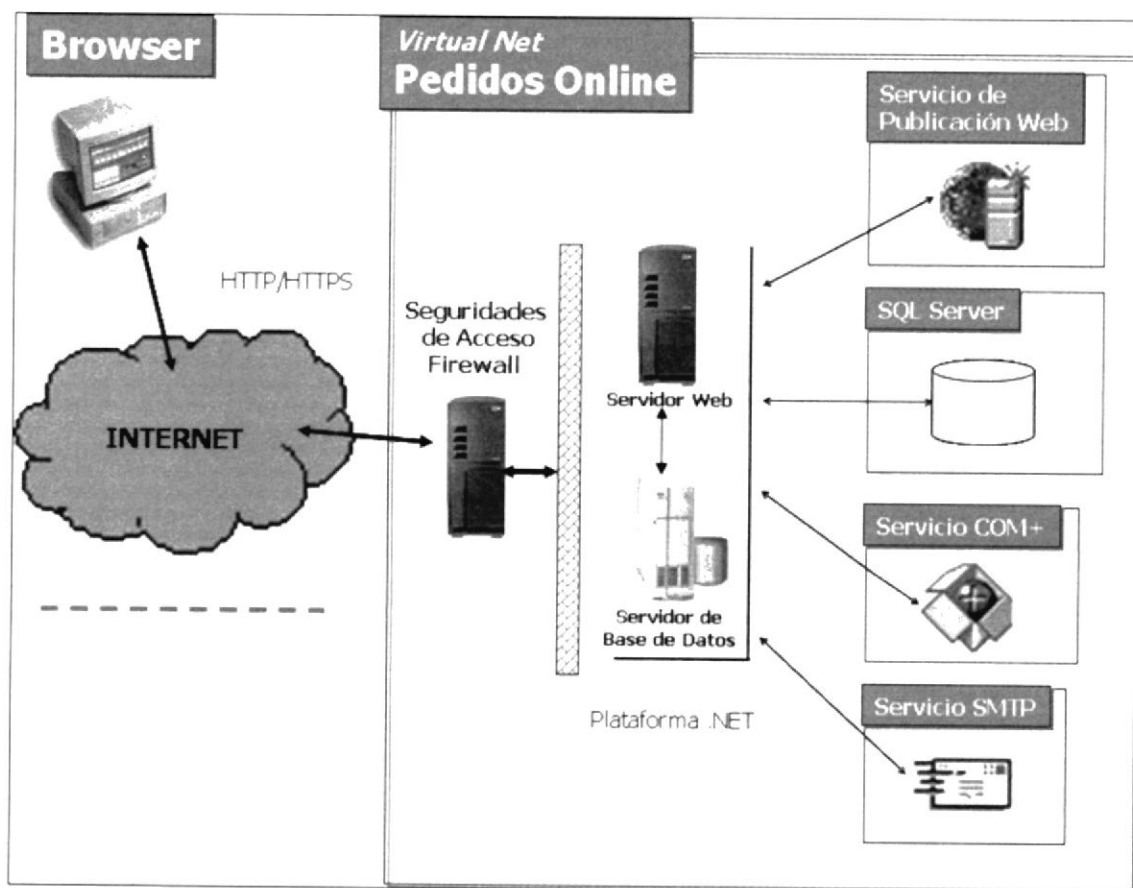 Browser
Virtual Net
Pedidos Online
Servicio de
Publicación Web
HTTP/HTTPS
Seguridades
de Acceso
Firewall
INTERNET
Servidor Web
SQL Server
Servidor de
Base de Datos
Servicio COM+
Plataforma .NET
Servicio SMTP